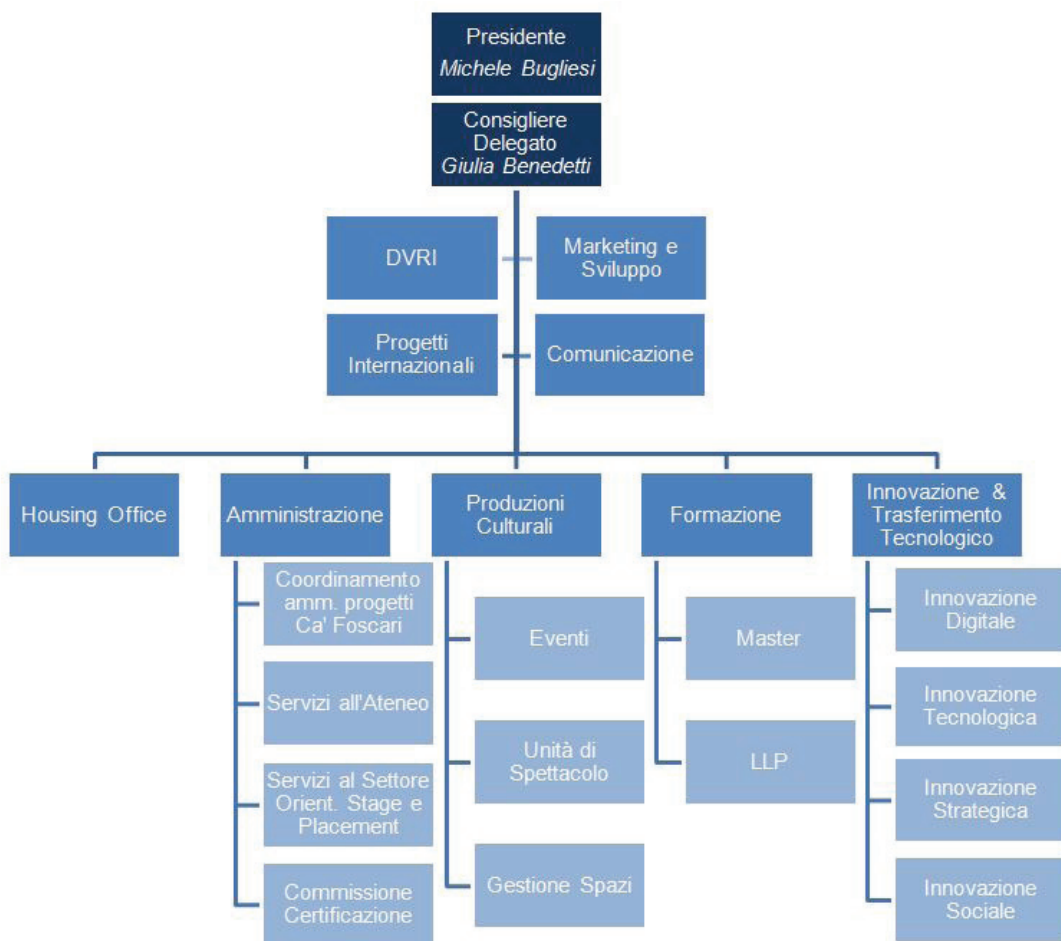 Presidente
Michele Bugliesi
Consigliere
Delegato
Giulia Benedetti
DVRI
Marketing e
Sviluppo
Progetti
Internazionali
Comunicazione
Housing Office
Amministrazione
Produzioni
Culturali
Formazione
Innovazione &
Trasferimento
Tecnologico
Coordinamento
amm. progetti
Ca' Foscari
Servizi all'Ateneo
Servizi al Settore
Orient. Stage e
Placement
Commissione
Certificazione
Eventi
Unità di
Spettacolo
Gestione Spazi
Master
LLP
Innovazione
Digitale
Innovazione
Tecnologica
Innovazione
Strategica
Innovazione
Sociale